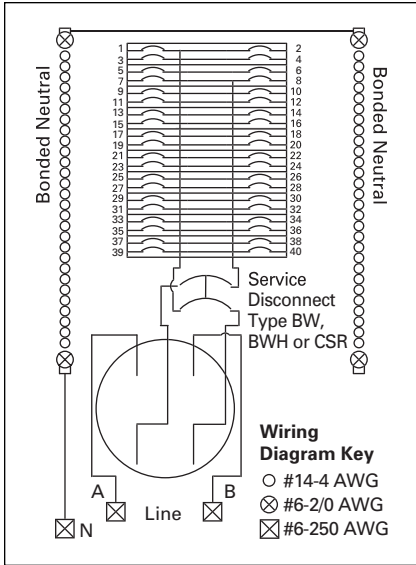 1 2
3 4
5 6
7 8
9 10
11 12
13 14
15 16
17 18
19 20
21 22
23 24
25 26
27 28
29 30
31 32
33 34
35 36
37 38
39 40
Bonded Neutral
Bonded Neutral
Service
Disconnect
Type BW,
BWH or CSR
A
B
N
Line
Wiring
Diagram Key
#14-4 AWG
#6-2/0 AWG
#6-250 AWG